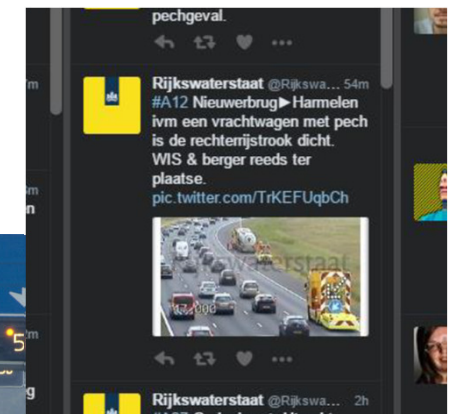 pechgeval.
Rijkswaterstaat @Rijkswa... 54m
#A12 Nieuwerbrug►Harmelen
ivm een vrachtwagen met pech
is de rechterrijstrook dicht.
WIS & berger reeds ter
plaatse.
pic.twitter.com/TrKEFUqbCh
Rijkswaterstaat
Rijkswaterstaat @Rijkswa... 2h